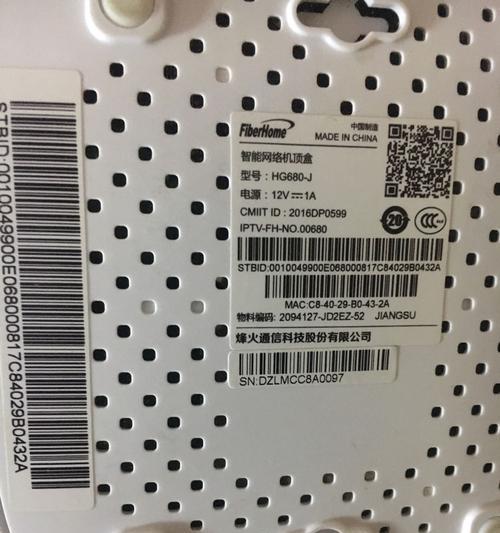 STBID:0010049900E068000817C84029B0432A
FiberHome
中国制造
MADE IN CHINA
智能网络机顶盒
型号:HG680-J
电源:12V⎓1A
CMIIT ID:2016DP0599
IPTV-FH-NO.00680
20
CCC
STBID:0010049900E068000817C84029B0432A
MAC:C8-40-29-B0-43-2A
物料编码:2094127-JD2EZ-52 JIANGSU
烽火通信科技股份有限公司
SN:DZLMCC8A0097